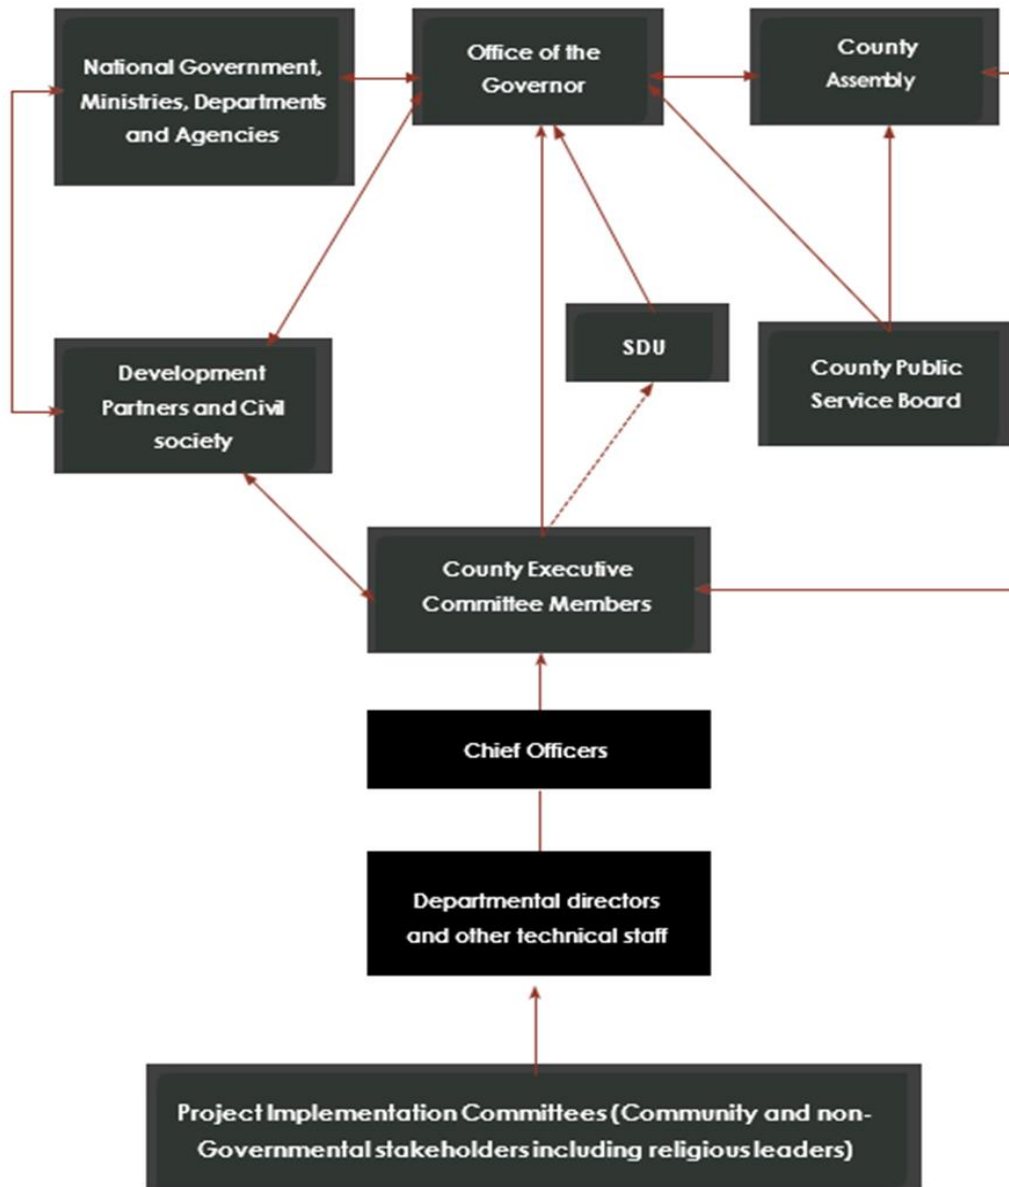 National Government,
Ministries, Departments
and Agencies
Office of the
Governor
County
Assembly
Development
Partners and Civil
society
SDU
County Public
Service Board
County Executive
Committee Members
Chief Officers
Departmental directors
and other technical staff
Project Implementation Committees (Community and non-
Governmental stakeholders including religious leaders)